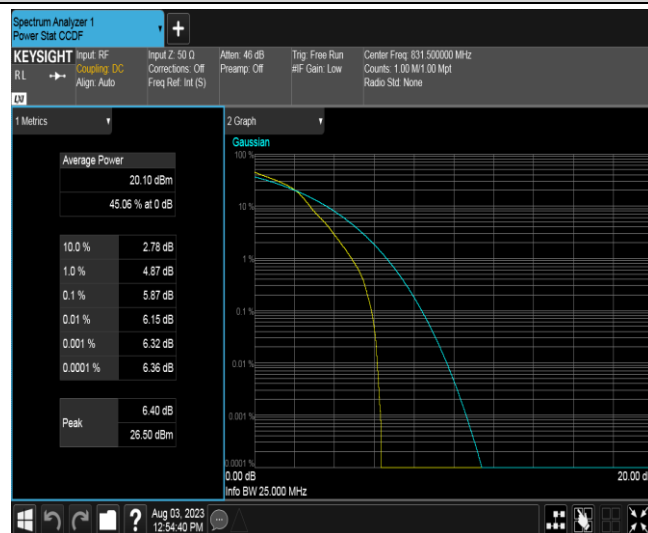 Spectrum Analyzer 1
Power Stat CCDF
+
KEYSIGHT Input: RF Input Z: 50 Ω Atten: 46 dB Trig: Free Run Center Freq: 831.500000 MHz
RL Coupling: DC Corrections: Off Preamp: Off #IF Gain: Low Counts: 1.00 M/1.00 Mpt
Align: Auto Freq Ref: Int (S) Radio Std: None
LXI
1 Metrics 2 Graph
Average Power
20.10 dBm
45.06 % at 0 dB
10.0 % 2.78 dB
1.0 % 4.87 dB
0.1 % 5.87 dB
0.01 % 6.15 dB
0.001 % 6.32 dB
0.0001 % 6.36 dB
Peak 6.40 dB
26.50 dBm
Gaussian
100 %
10 %
1 %
0.1 %
0.01 %
0.001 %
0.0001 %
0.00 dB 20.00 d
Info BW 25.000 MHz
? Aug 03, 2023
12:54:40 PM